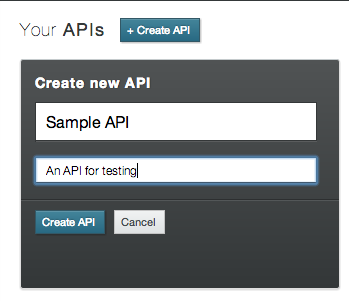 Your APIs
+ Create API
Create new API
Sample API
An API for testing
Create API
Cancel